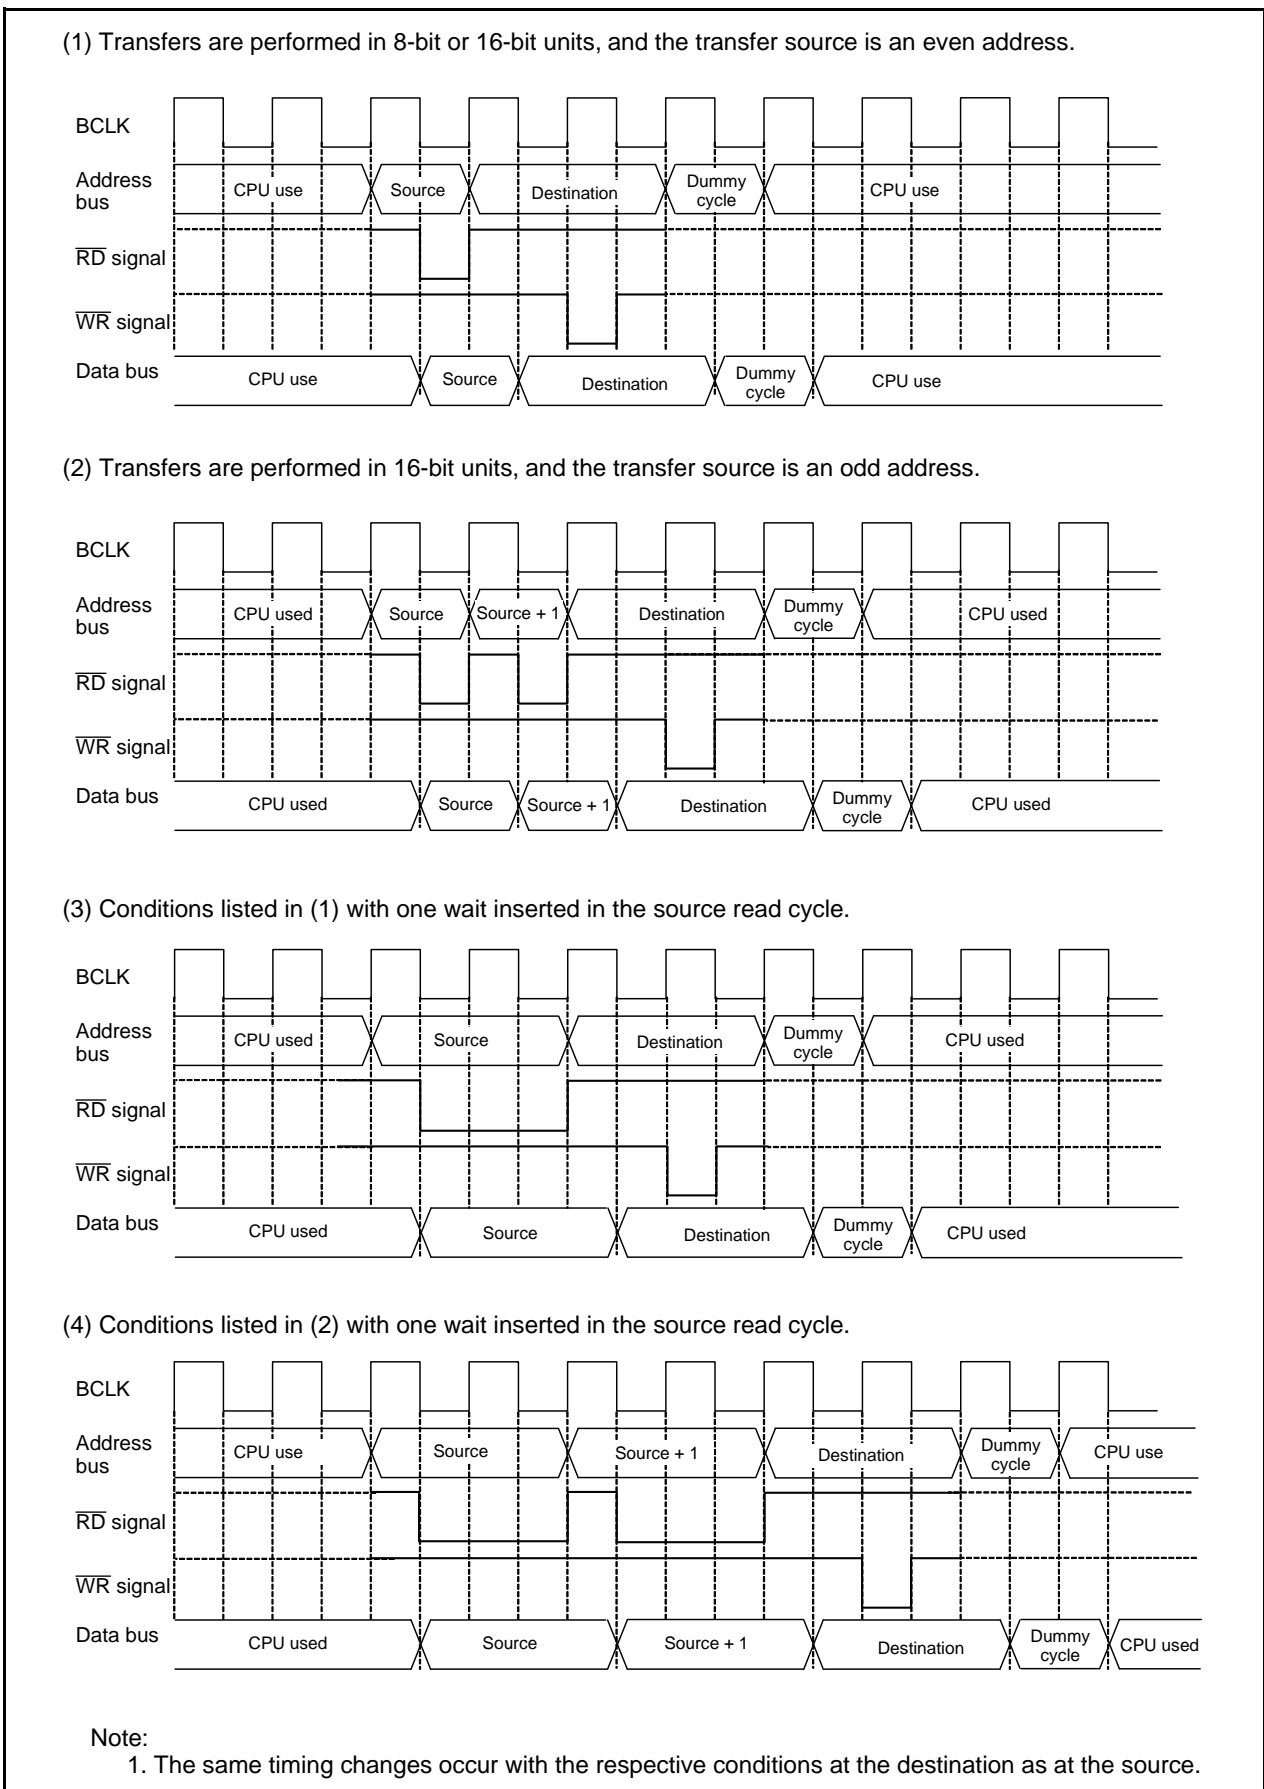 (1) Transfers are performed in 8-bit or 16-bit units, and the transfer source is an even address.
BCLK
Address
bus
CPU use
Source
Destination
Dummy
cycle
CPU use
RD signal
WR signal
Data bus
CPU use
Source
Destination
Dummy
cycle
CPU use
(2) Transfers are performed in 16-bit units, and the transfer source is an odd address.
BCLK
Address
bus
CPU used
Source
Source + 1
Destination
Dummy
cycle
CPU used
RD signal
WR signal
Data bus
CPU used
Source
Source + 1
Destination
Dummy
cycle
CPU used
(3) Conditions listed in (1) with one wait inserted in the source read cycle.
BCLK
Address
bus
CPU used
Source
Destination
Dummy
cycle
CPU used
RD signal
WR signal
Data bus
CPU used
Source
Destination
Dummy
cycle
CPU used
(4) Conditions listed in (2) with one wait inserted in the source read cycle.
BCLK
Address
bus
CPU use
Source
Source + 1
Destination
Dummy
cycle
CPU use
RD signal
WR signal
Data bus
CPU used
Source
Source + 1
Destination
Dummy
cycle
CPU used
Note:
1. The same timing changes occur with the respective conditions at the destination as at the source.